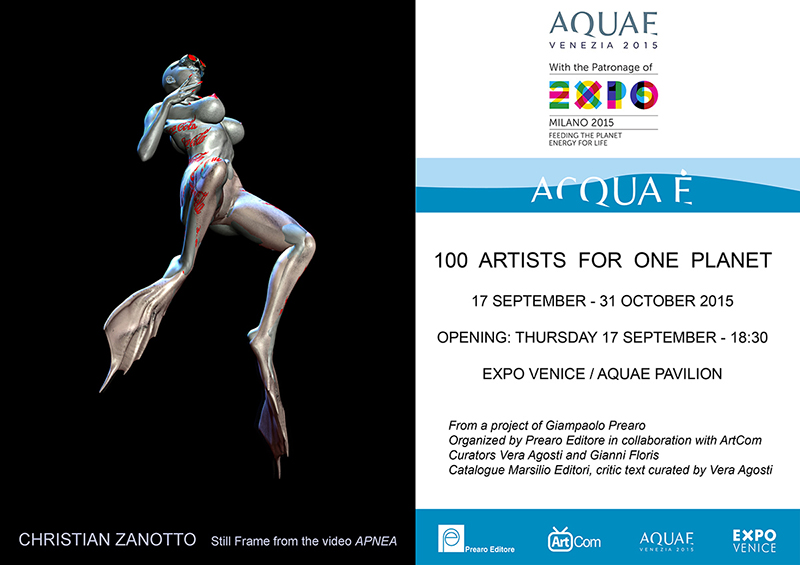 AQUAE
VENEZIA 2015
With the Patronage of
EXPO
MILANO 2015
FEEDING THE PLANET
ENERGY FOR LIFE
ACQUA È
100 ARTISTS FOR ONE PLANET
17 SEPTEMBER - 31 OCTOBER 2015
OPENING: THURSDAY 17 SEPTEMBER - 18:30
EXPO VENICE / AQUAE PAVILION
From a project of Giampaolo Prearo
Organized by Prearo Editore in collaboration with ArtCom
Curators Vera Agosti and Gianni Floris
Catalogue Marsilio Editori, critic text curated by Vera Agosti
CHRISTIAN ZANOTTO Still Frame from the video APNEA
Prearo Editore
ArtCom
AQUAE
VENEZIA 2015
EXPO
VENICE